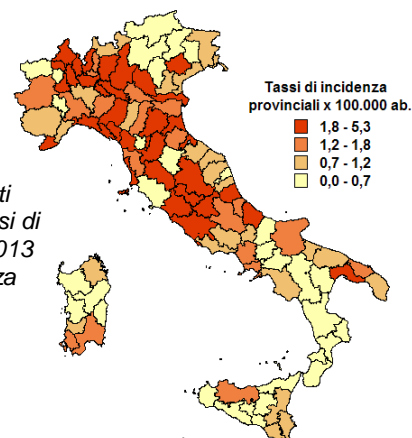 Tassi di incidenza
provinciali x 100.000 ab.
1,8 - 5,3
1,2 - 1,8
0,7 - 1,2
0,0 - 0,7
ti
si di
013
za